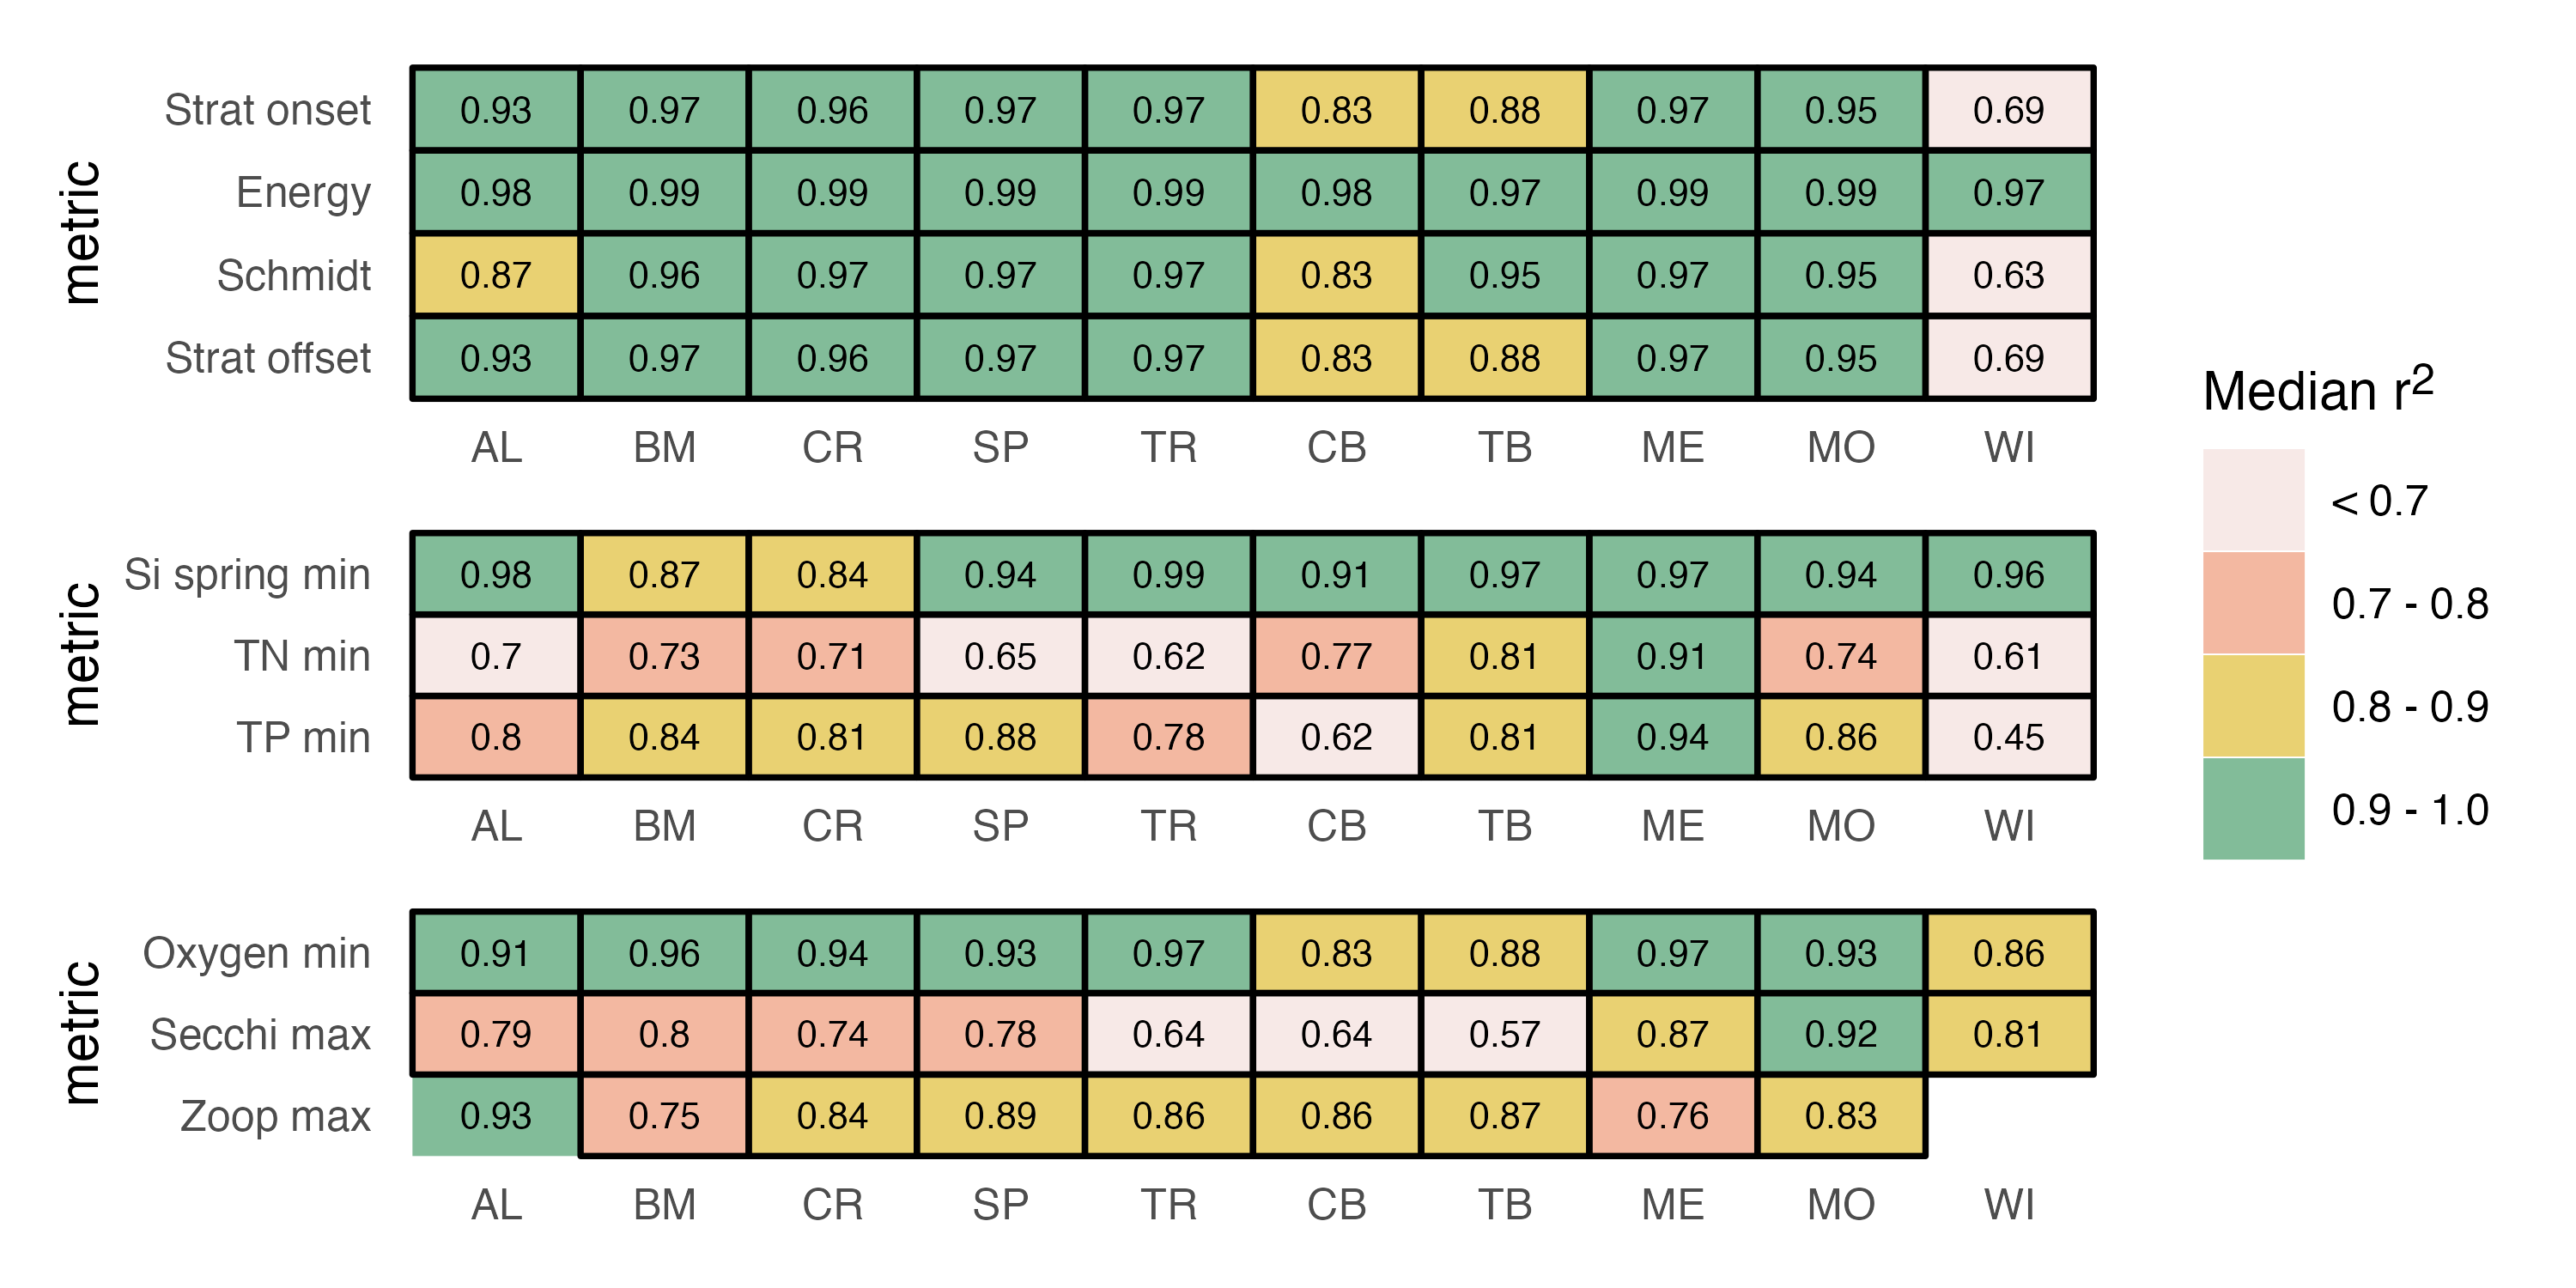 metric
Strat onset 0.93 0.97 0.96 0.97 0.97 0.83 0.88 0.97 0.95 0.69
Energy 0.98 0.99 0.99 0.99 0.99 0.98 0.97 0.99 0.99 0.97
Schmidt 0.87 0.96 0.97 0.97 0.97 0.83 0.95 0.97 0.95 0.63
Strat offset 0.93 0.97 0.96 0.97 0.97 0.83 0.88 0.97 0.95 0.69
AL BM CR SP TR CB TB ME MO WI
metric
Si spring min 0.98 0.87 0.84 0.94 0.99 0.91 0.97 0.97 0.94 0.96
TN min 0.7 0.73 0.71 0.65 0.62 0.77 0.81 0.91 0.74 0.61
TP min 0.8 0.84 0.81 0.88 0.78 0.62 0.81 0.94 0.86 0.45
AL BM CR SP TR CB TB ME MO WI
metric
Oxygen min 0.91 0.96 0.94 0.93 0.97 0.83 0.88 0.97 0.93 0.86
Secchi max 0.79 0.8 0.74 0.78 0.64 0.64 0.57 0.87 0.92 0.81
Zoop max 0.93 0.75 0.84 0.89 0.86 0.86 0.87 0.76 0.83
AL BM CR SP TR CB TB ME MO WI
Median r²
< 0.7
0.7 - 0.8
0.8 - 0.9
0.9 - 1.0